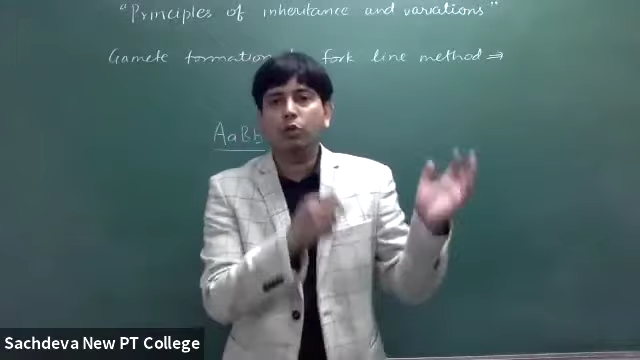 "Principles of inheritance and variations"
Gamete formation fork line method ⇒
AaBb
Sachdeva New PT College